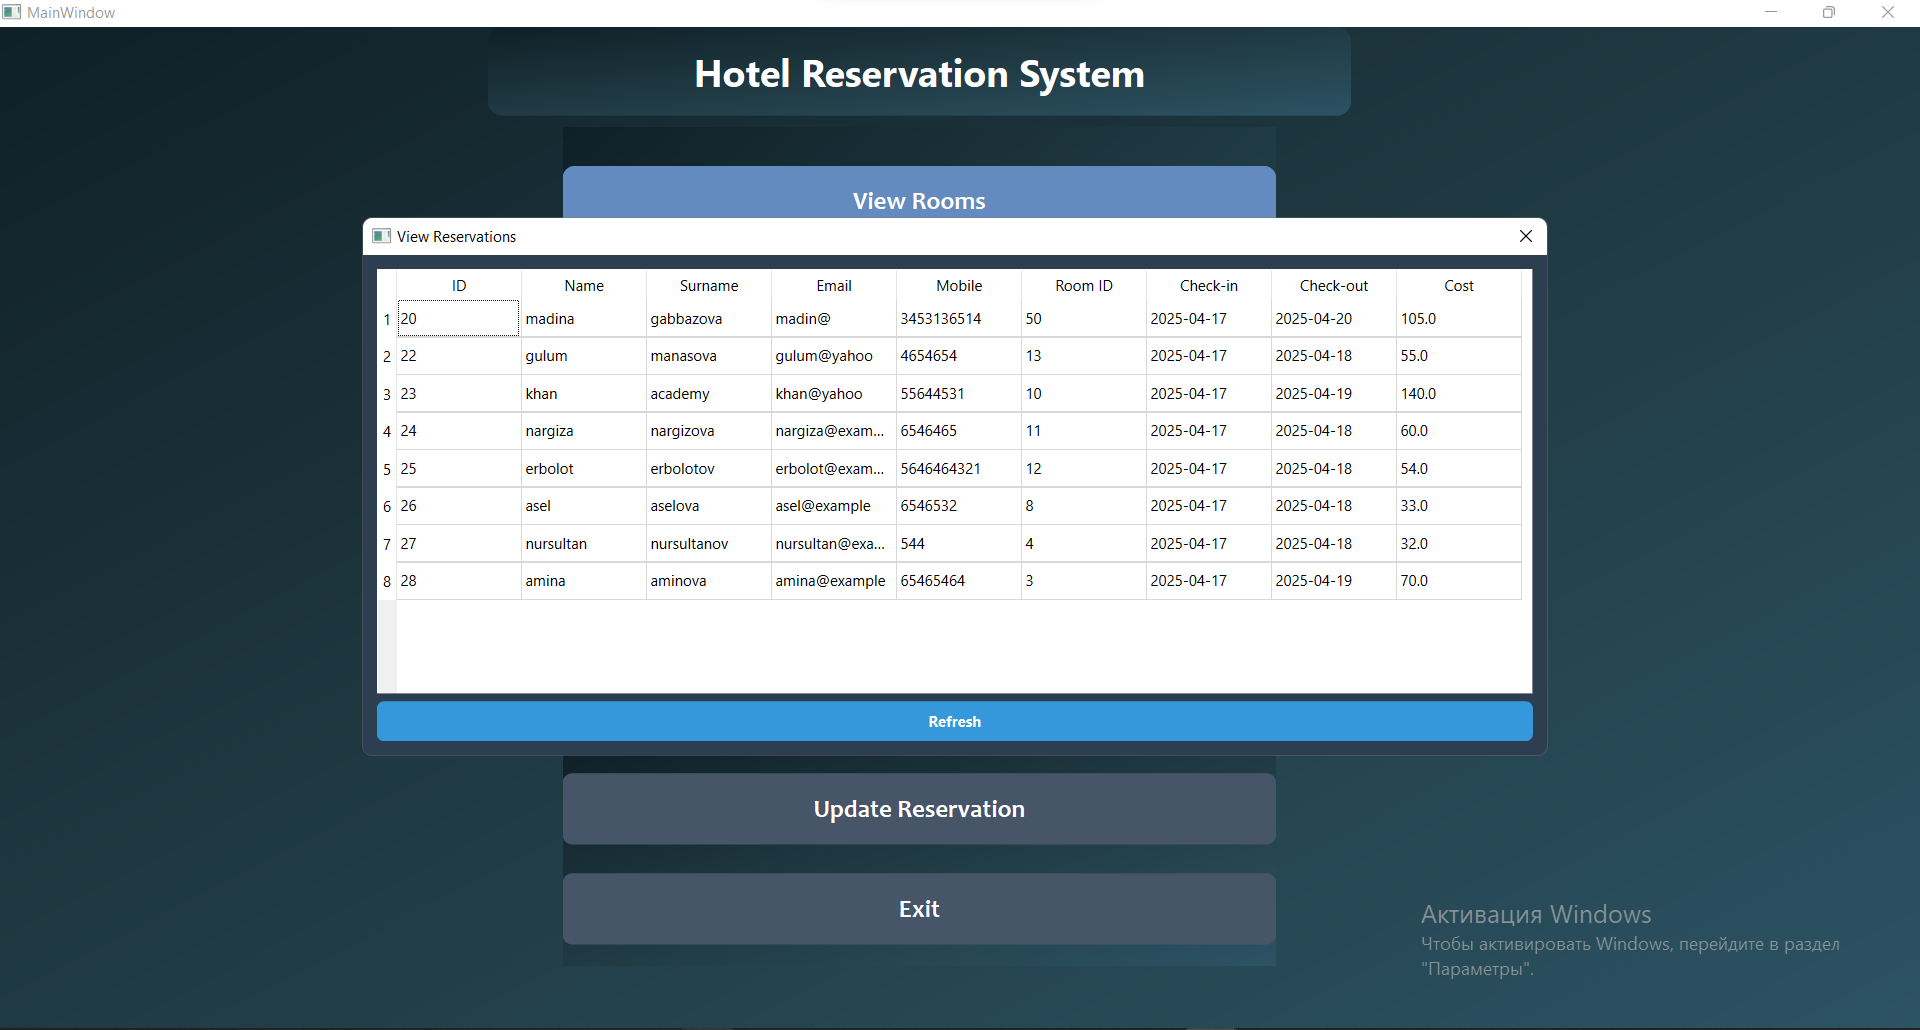 MainWindow
Hotel Reservation System
View Rooms
View Reservations
ID Name Surname Email Mobile Room ID Check-in Check-out Cost
1 20 madina gabbazova madin@ 3453136514 50 2025-04-17 2025-04-20 105.0
2 22 gulum manasova gulum@yahoo 4654654 13 2025-04-17 2025-04-18 55.0
3 23 khan academy khan@yahoo 55644531 10 2025-04-17 2025-04-19 140.0
4 24 nargiza nargizova nargiza@exam... 6546465 11 2025-04-17 2025-04-18 60.0
5 25 erbolot erbolotov erbolot@exam... 5646464321 12 2025-04-17 2025-04-18 54.0
6 26 asel aselova asel@example 6546532 8 2025-04-17 2025-04-18 33.0
7 27 nursultan nursultanov nursultan@exa... 544 4 2025-04-17 2025-04-18 32.0
8 28 amina aminova amina@example 65465464 3 2025-04-17 2025-04-19 70.0
Refresh
Update Reservation
Exit
Активация Windows
Чтобы активировать Windows, перейдите в раздел
"Параметры".